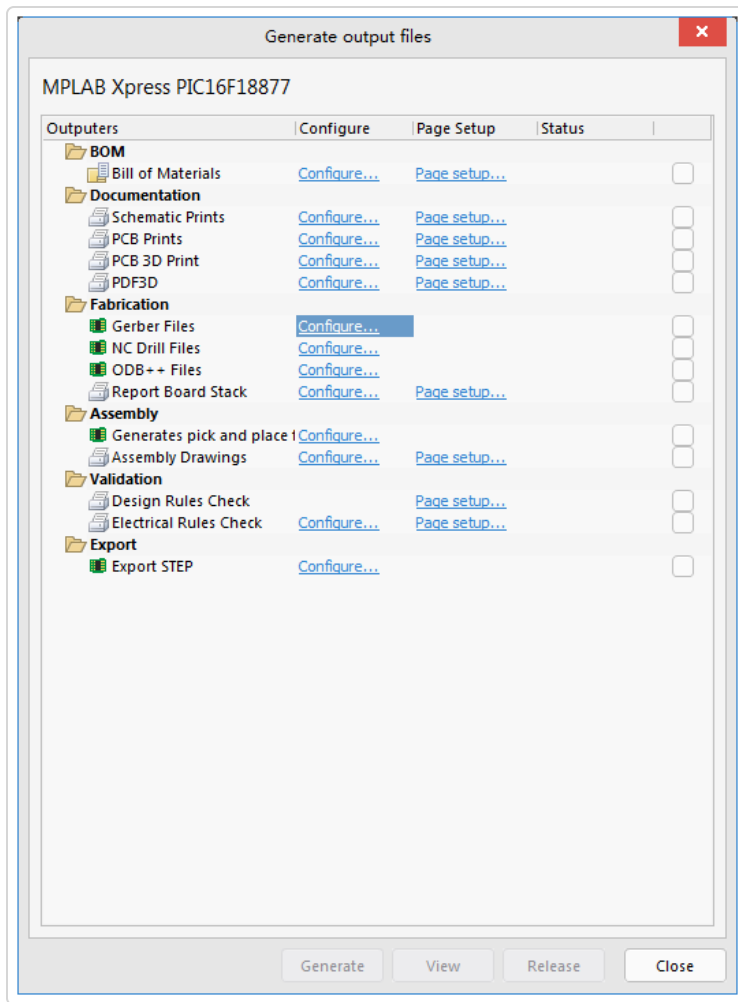 Generate output files
MPLAB Xpress PIC16F18877
Outputers Configure Page Setup Status
BOM
Bill of Materials Configure... Page setup...
Documentation
Schematic Prints Configure... Page setup...
PCB Prints Configure... Page setup...
PCB 3D Print Configure... Page setup...
PDF3D Configure... Page setup...
Fabrication
Gerber Files Configure...
NC Drill Files Configure...
ODB++ Files Configure...
Report Board Stack Configure... Page setup...
Assembly
Generates pick and place Configure...
Assembly Drawings Configure... Page setup...
Validation
Design Rules Check Page setup...
Electrical Rules Check Configure... Page setup...
Export
Export STEP Configure...
Generate View Release Close